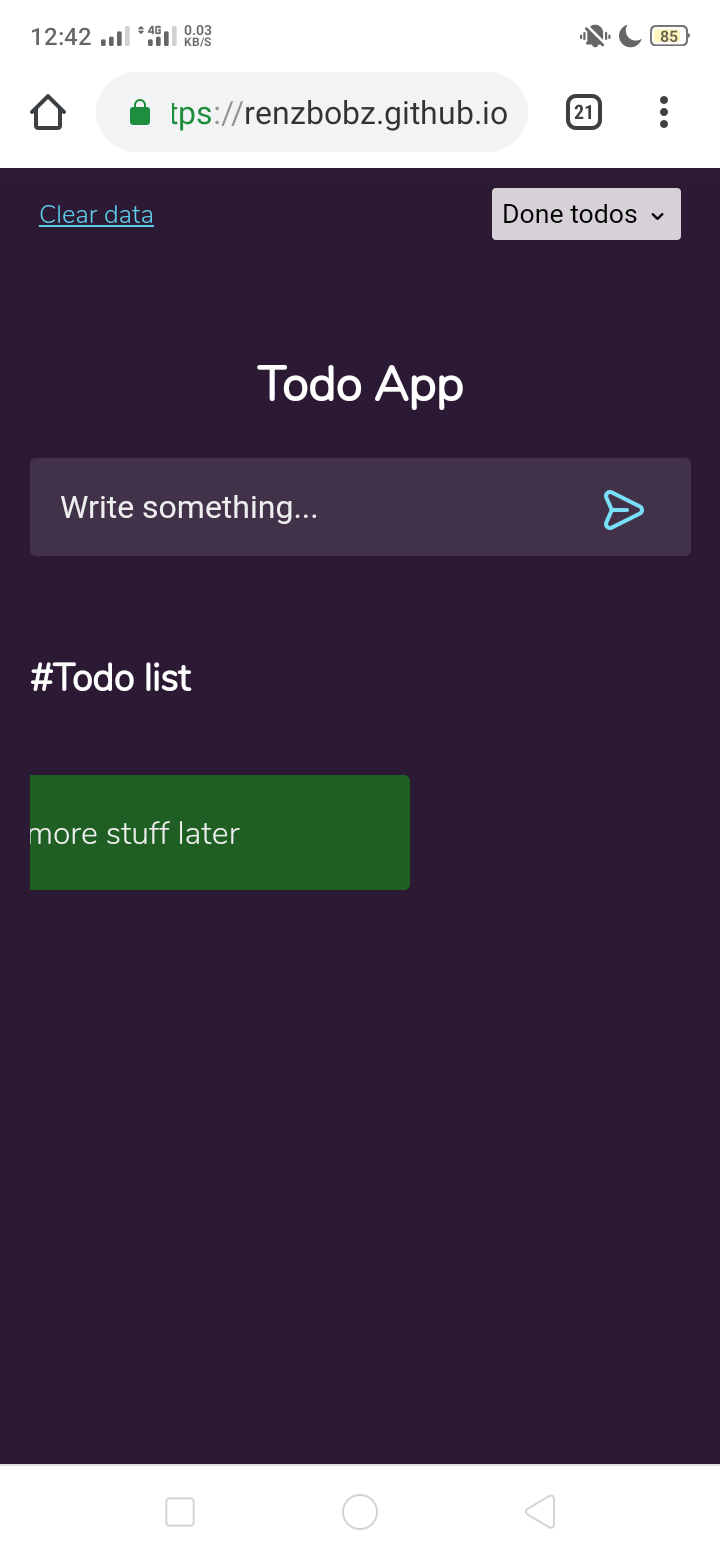 12:42 4G 0.03 KB/S 85
tps://renzbobz.github.io 21
Clear data Done todos
Todo App
Write something...
#Todo list
more stuff later